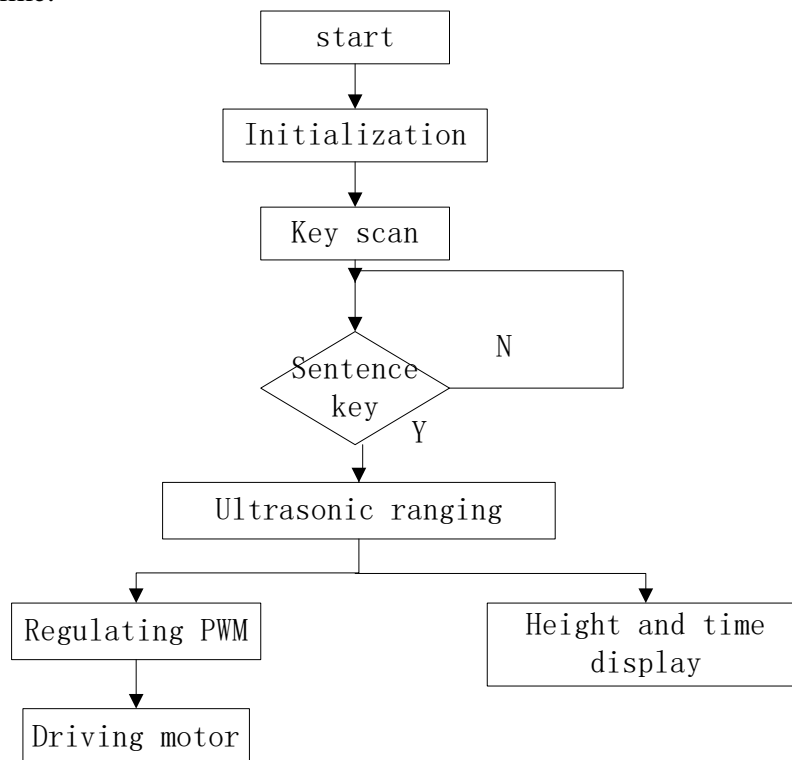 start
Initialization
Key scan
N
Sentence
key
Y
Ultrasonic ranging
Regulating PWM
Height and time
display
Driving motor